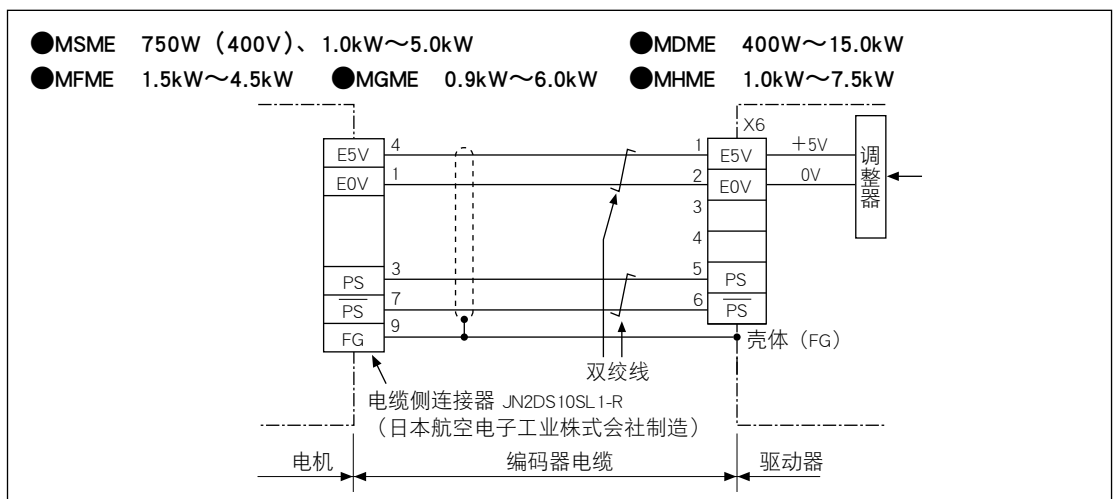 ●MSME 750W（400V）、1.0kW～5.0kW ●MDME 400W～15.0kW
●MFME 1.5kW～4.5kW ●MGME 0.9kW～6.0kW ●MHME 1.0kW～7.5kW
X6
E5V 4 1 E5V +5V 调整器
E0V 1 2 E0V 0V
3
4
PS 3 5 PS
P̅S̅ 7 6 P̅S̅
FG 9 壳体（FG）
双绞线
电缆侧连接器 JN2DS10SL1-R
（日本航空电子工业株式会社制造）
电机 编码器电缆 驱动器